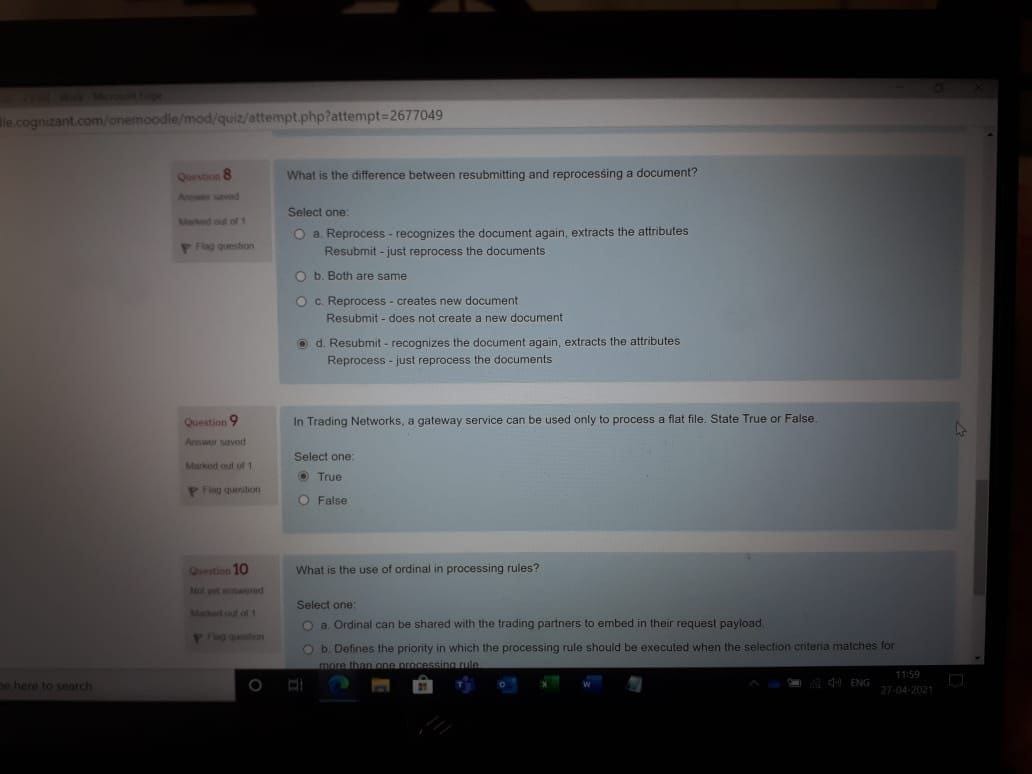 Microsoft Edge
le.cognizant.com/onemoodle/mod/quiz/attempt.php?attempt=2677049
Question 8
Answer saved
Marked out of 1
Flag question
What is the difference between resubmitting and reprocessing a document?
Select one:
a. Reprocess - recognizes the document again, extracts the attributes
Resubmit - just reprocess the documents
b. Both are same
c. Reprocess - creates new document
Resubmit - does not create a new document
d. Resubmit - recognizes the document again, extracts the attributes
Reprocess - just reprocess the documents
Question 9
Answer saved
Marked out of 1
Flag question
In Trading Networks, a gateway service can be used only to process a flat file. State True or False.
Select one:
True
False
Question 10
Not yet answered
Marked out of 1
Flag question
What is the use of ordinal in processing rules?
Select one:
a. Ordinal can be shared with the trading partners to embed in their request payload.
b. Defines the priority in which the processing rule should be executed when the selection criteria matches for
more than one processing rule.
here to search
ENG
11:59
27-04-2021